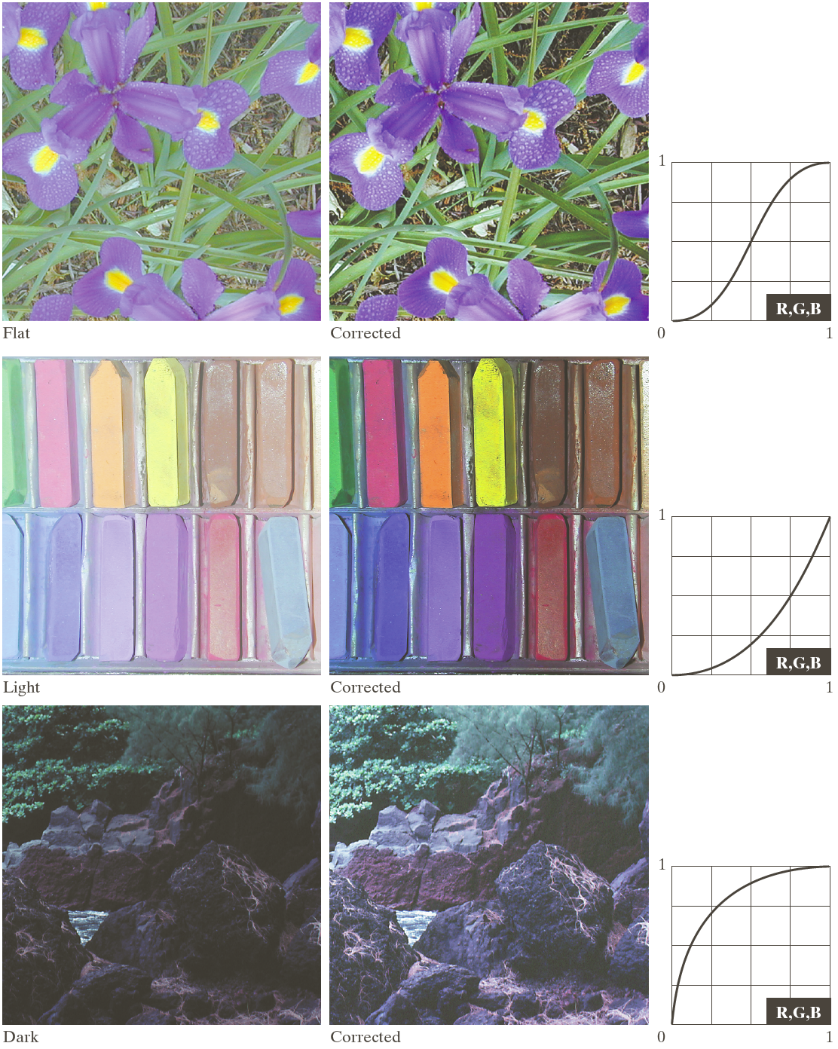 1
R,G,B
0 1
Flat Corrected
1
R,G,B
0 1
Light Corrected
1
R,G,B
0 1
Dark Corrected